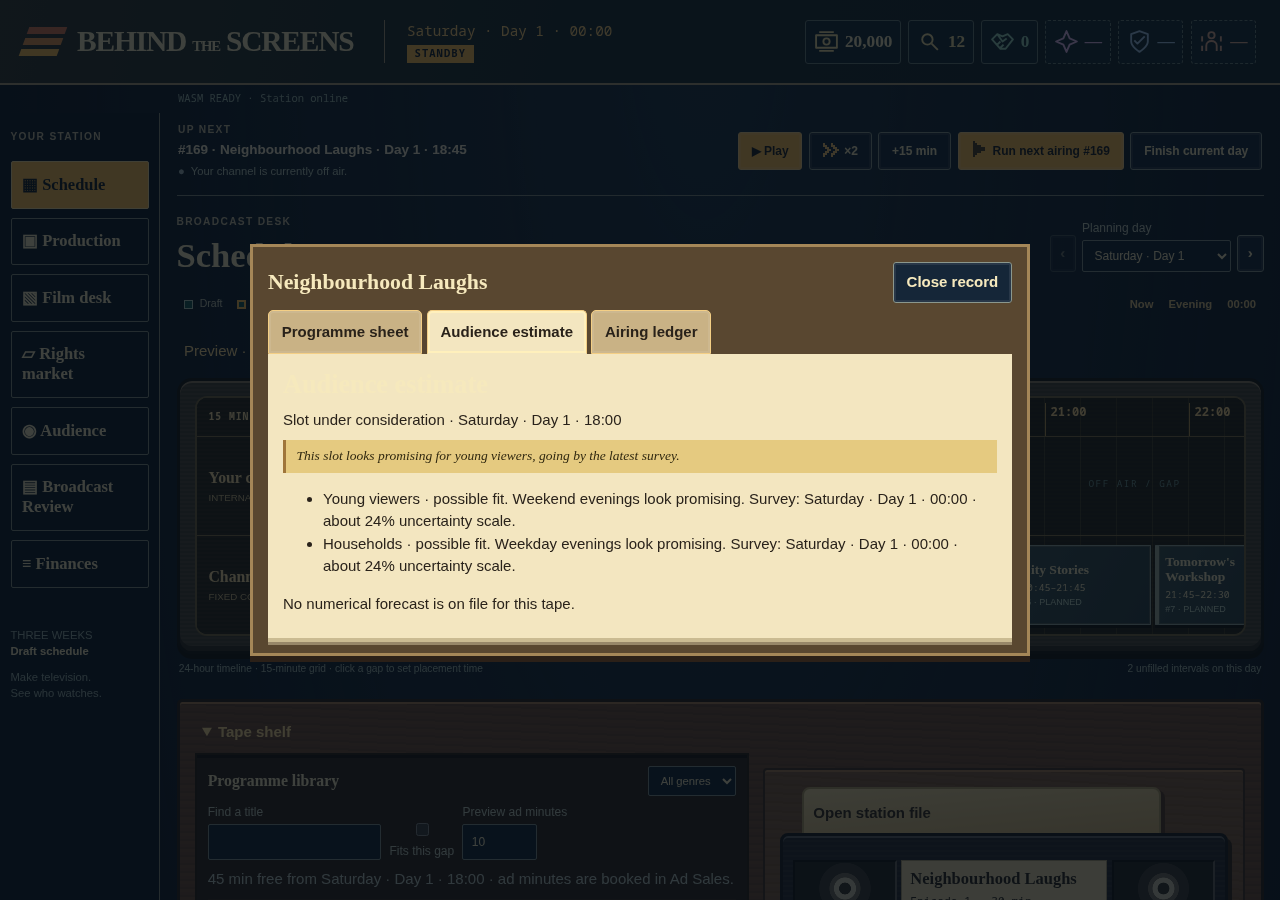 BEHIND THE SCREENS
Saturday · Day 1 · 00:00
STANDBY
20,000
12
0
—
—
—
WASM READY · Station online
YOUR STATION
Schedule
Production
Film desk
Rights market
Audience
Broadcast Review
Finances
THREE WEEKS
Draft schedule
Make television.
See who watches.
UP NEXT
#169 · Neighbourhood Laughs · Day 1 · 18:45
Your channel is currently off air.
▶ Play
×2
+15 min
Run next airing #169
Finish current day
BROADCAST DESK
Planning day
‹
Saturday · Day 1
›
Draft
Now Evening 00:00
Preview ·
Neighbourhood Laughs
Close record
Programme sheet
Audience estimate
Airing ledger
Audience estimate
Slot under consideration · Saturday · Day 1 · 18:00
This slot looks promising for young viewers, going by the latest survey.
• Young viewers · possible fit. Weekend evenings look promising. Survey: Saturday · Day 1 · 00:00 ·
about 24% uncertainty scale.
• Households · possible fit. Weekday evenings look promising. Survey: Saturday · Day 1 · 00:00 ·
about 24% uncertainty scale.
No numerical forecast is on file for this tape.
15 MIN
21:00
22:00
OFF AIR / GAP
Tomorrow's
Workshop
21:45–22:30
#7 · PLANNED
Stories
· PLANNED
24-hour timeline · 15-minute grid · click a gap to set placement time
2 unfilled intervals on this day
▼ Tape shelf
Programme library
All genres
Find a title
Fits this gap
Preview ad minutes
10
45 min free from Saturday · Day 1 · 18:00 · ad minutes are booked in Ad Sales.
Open station file
Neighbourhood Laughs